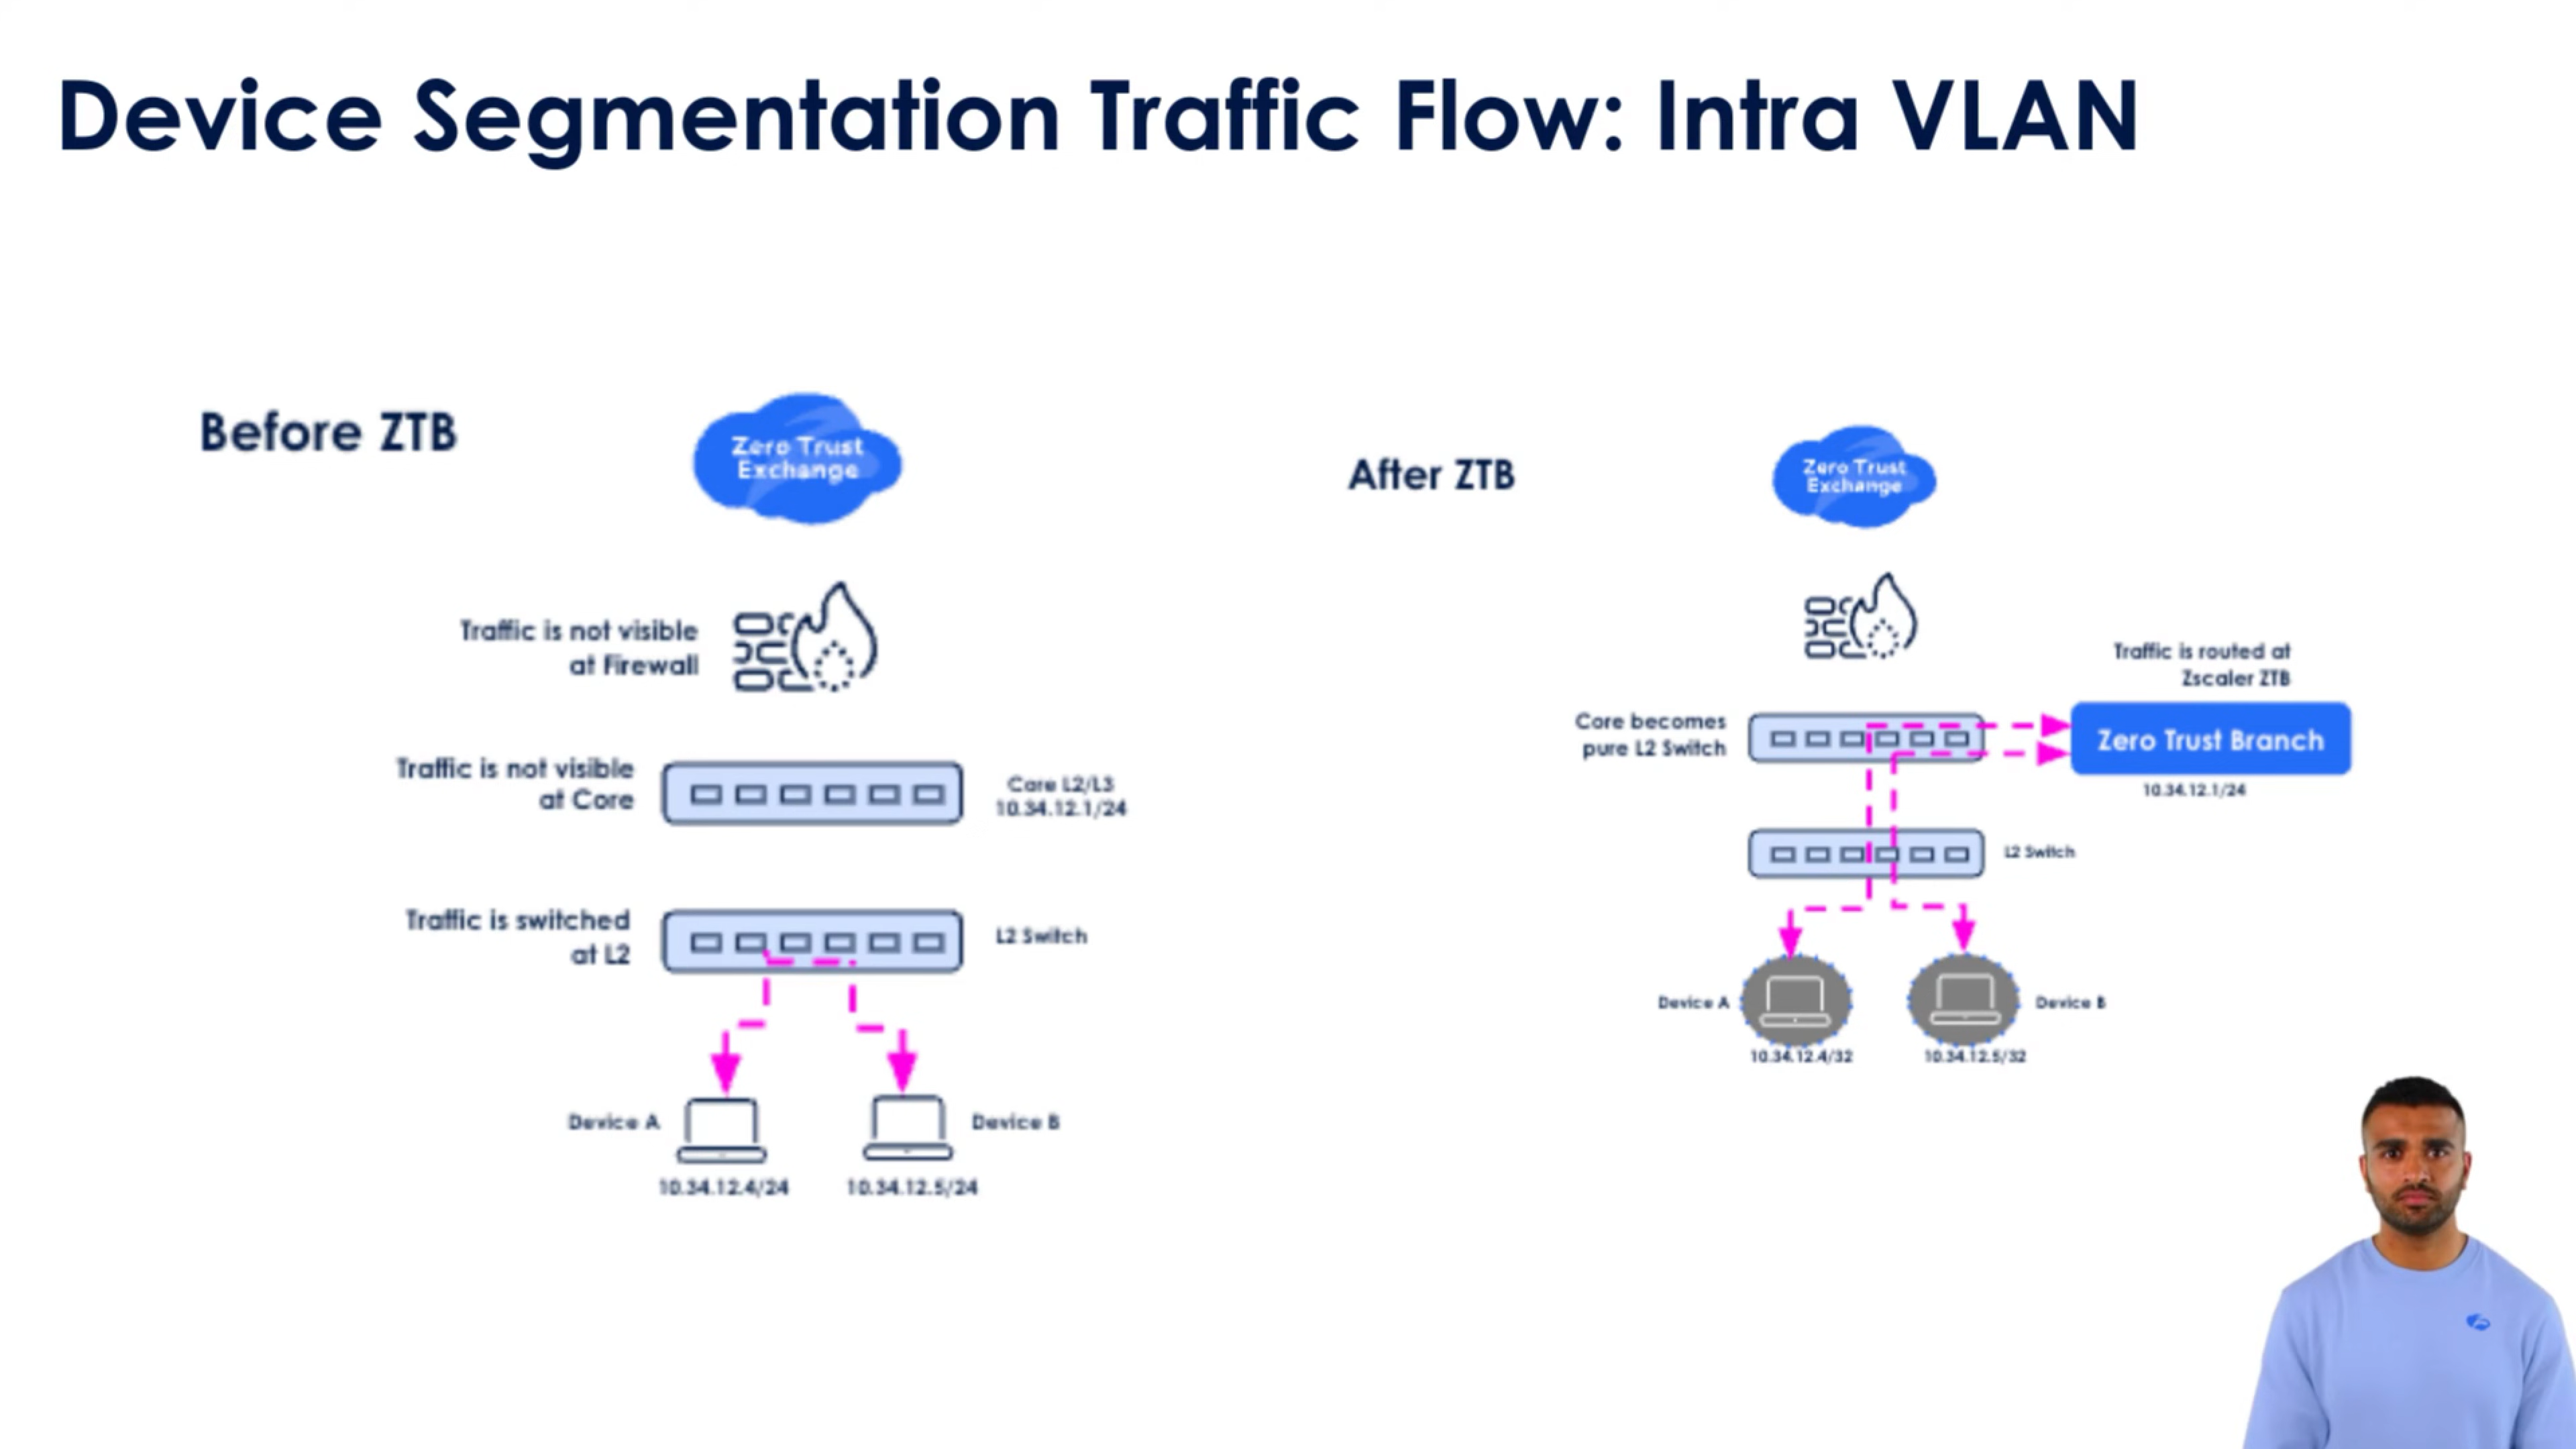 Device Segmentation Traffic Flow: Intra VLAN
Before ZTB
Zero Trust
Exchange
Traffic is not visible
at Firewall
Traffic is not visible
at Core
Core L2/L3
10.34.12.1/24
Traffic is switched
at L2
L2 Switch
Device A
Device B
10.34.12.4/24
10.34.12.5/24
After ZTB
Zero Trust
Exchange
Traffic is routed at
Zscaler ZTB
Core becomes
pure L2 Switch
Zero Trust Branch
10.34.12.1/24
L2 Switch
Device A
Device B
10.34.12.4/32
10.34.12.5/32